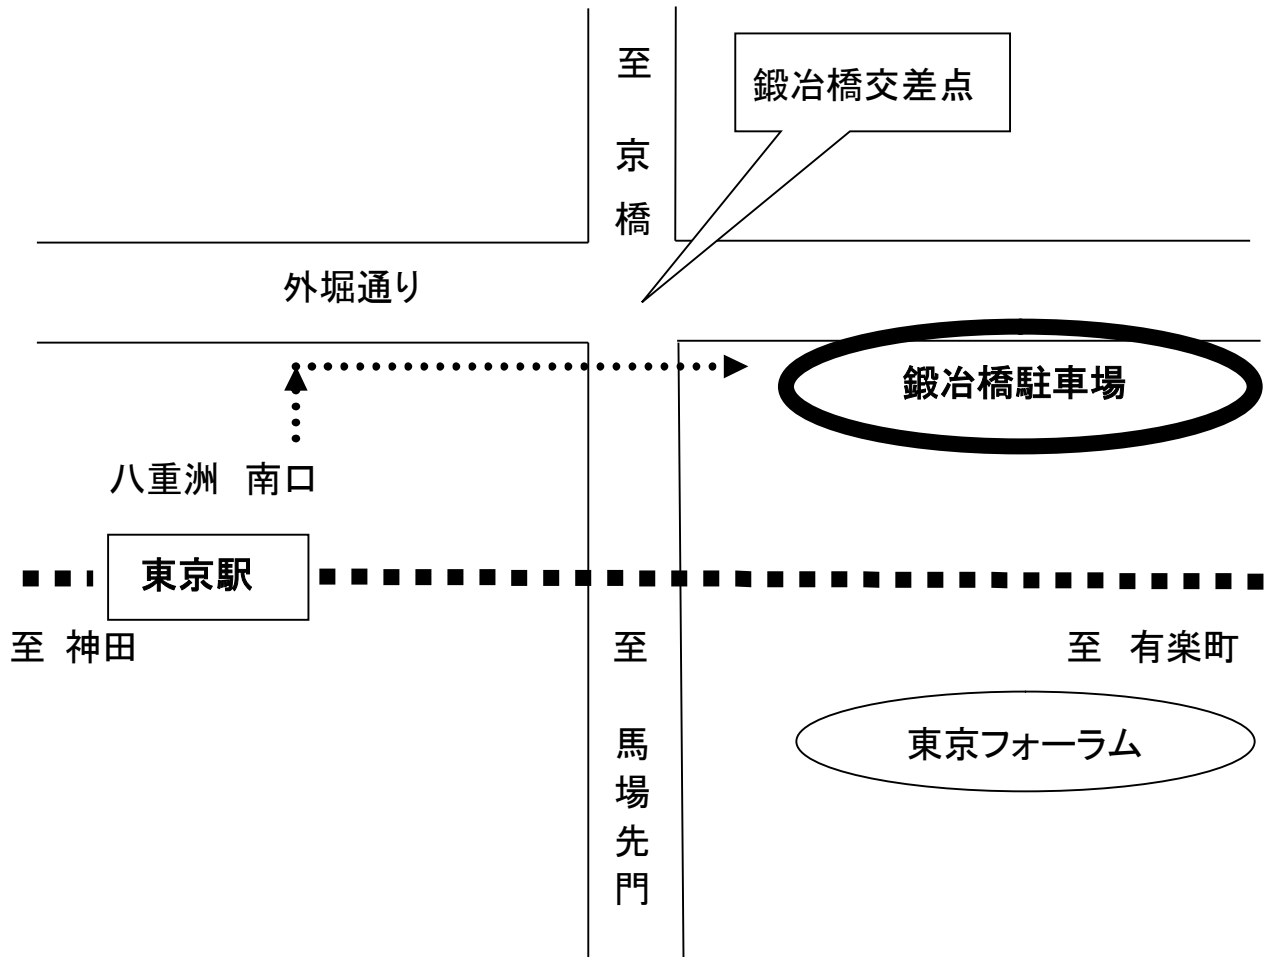 至 京橋
鍛冶橋交差点
外堀通り
鍛冶橋駐車場
八重洲　南口
東京駅
至 神田
至 馬場先門
至　有楽町
東京フォーラム